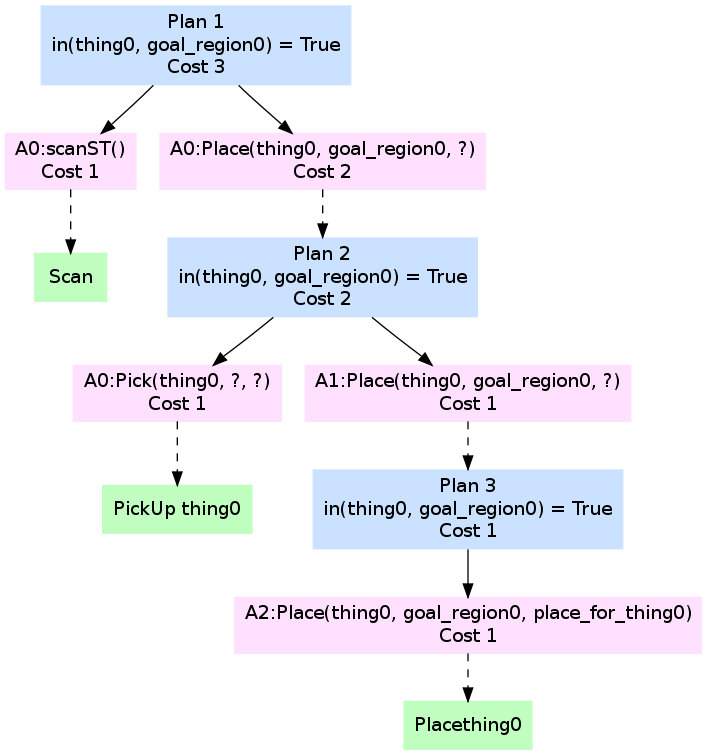 Plan 1
in(thing0, goal_region0) = True
Cost 3
A0:scanST()
Cost 1
A0:Place(thing0, goal_region0, ?)
Cost 2
Scan
Plan 2
in(thing0, goal_region0) = True
Cost 2
A0:Pick(thing0, ?, ?)
Cost 1
A1:Place(thing0, goal_region0, ?)
Cost 1
PickUp thing0
Plan 3
in(thing0, goal_region0) = True
Cost 1
A2:Place(thing0, goal_region0, place_for_thing0)
Cost 1
Placething0